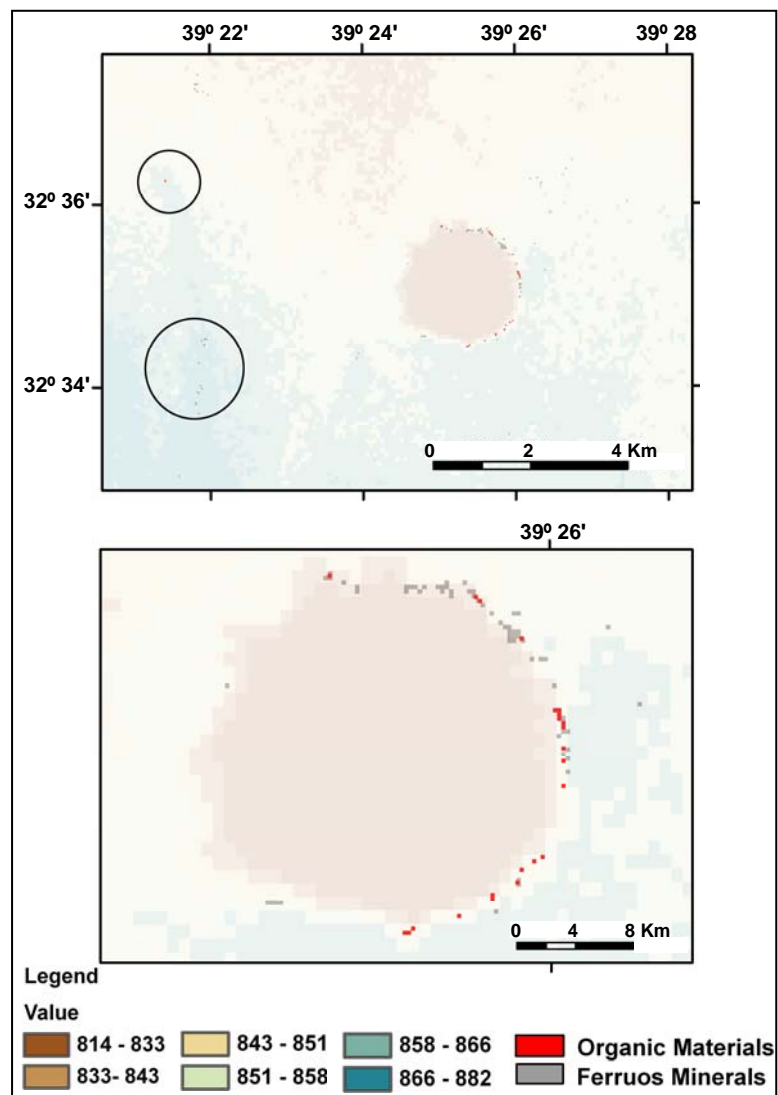 39º 22' 39º 24' 39º 26' 39º 28'
32º 36'
32º 34'
0 2 4 Km
39º 26'
0 4 8 Km
Legend
Value
814 - 833 843 - 851 858 - 866 Organic Materials
833- 843 851 - 858 866 - 882 Ferruos Minerals